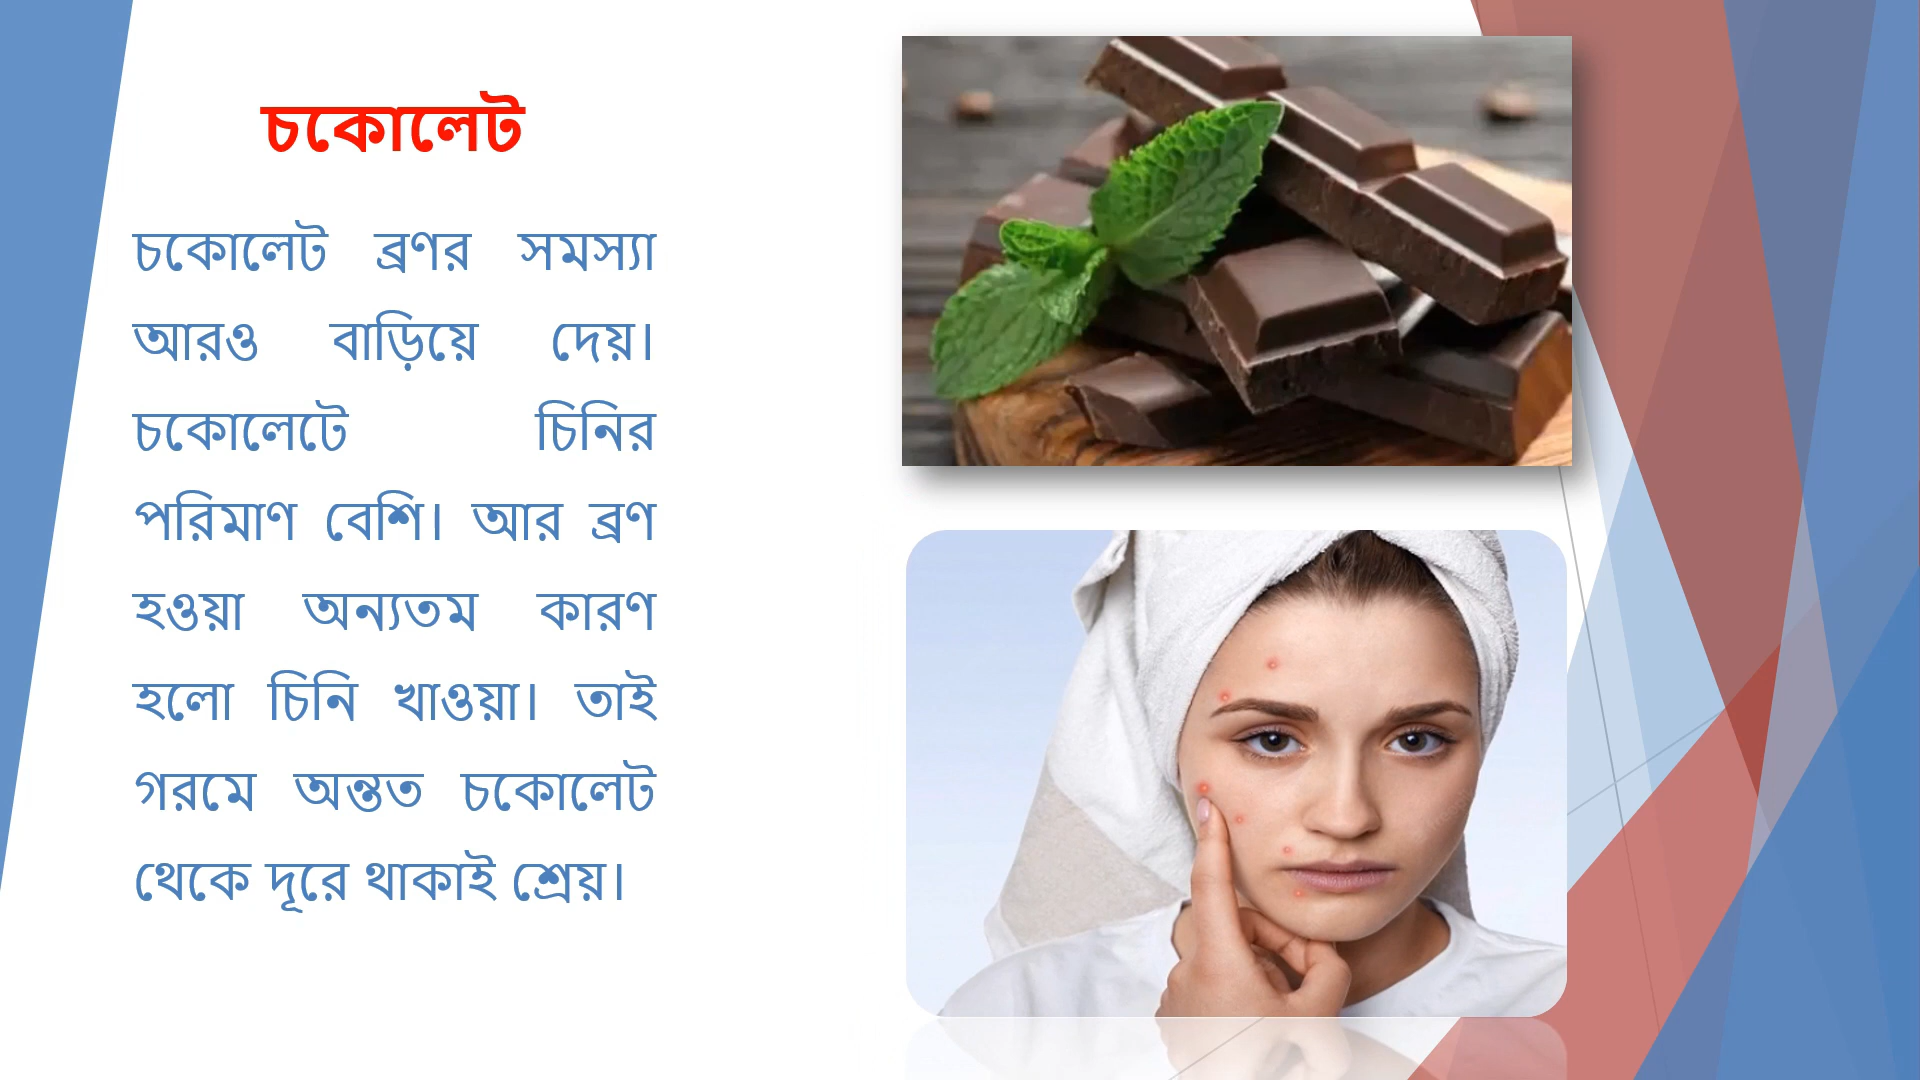 চকোলেট
চকোলেট ব্রণর সমস্যা
আরও বাড়িয়ে দেয়।
চকোলেটে চিনির
পরিমাণ বেশি। আর ব্রণ
হওয়া অন্যতম কারণ
হলো চিনি খাওয়া। তাই
গরমে অন্তত চকোলেট
থেকে দূরে থাকাই শ্রেয়।